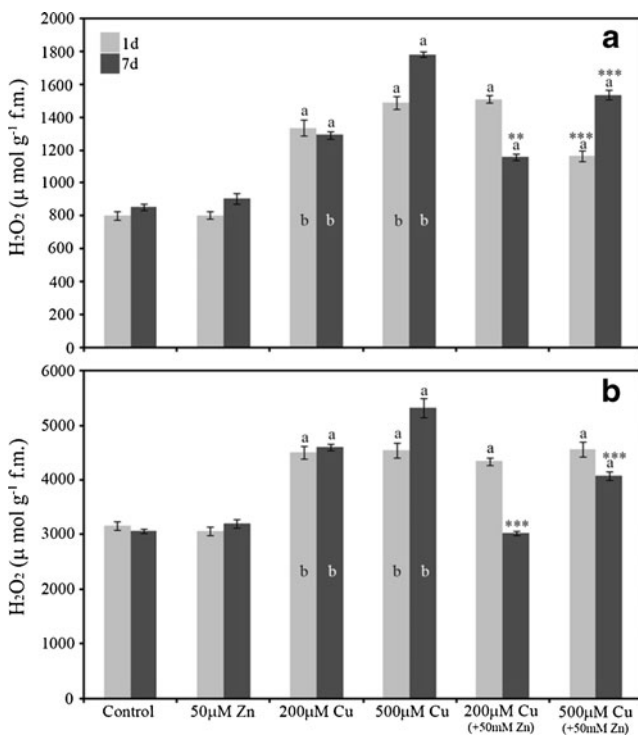 2000
1800
1600
1400
1200
1000
800
600
400
200
0
H₂O₂ (μ mol g⁻¹ f.m.)
1d
7d
a
a a
a a
a
**
a
***
a
***
a
b b
b b
6000
5000
4000
3000
2000
1000
0
H₂O₂ (μ mol g⁻¹ f.m.)
b
a a
a a
a
***
a
***
a
b b
b b
Control
50μM Zn
200μM Cu
500μM Cu
200μM Cu
(+50mM Zn)
500μM Cu
(+50mM Zn)